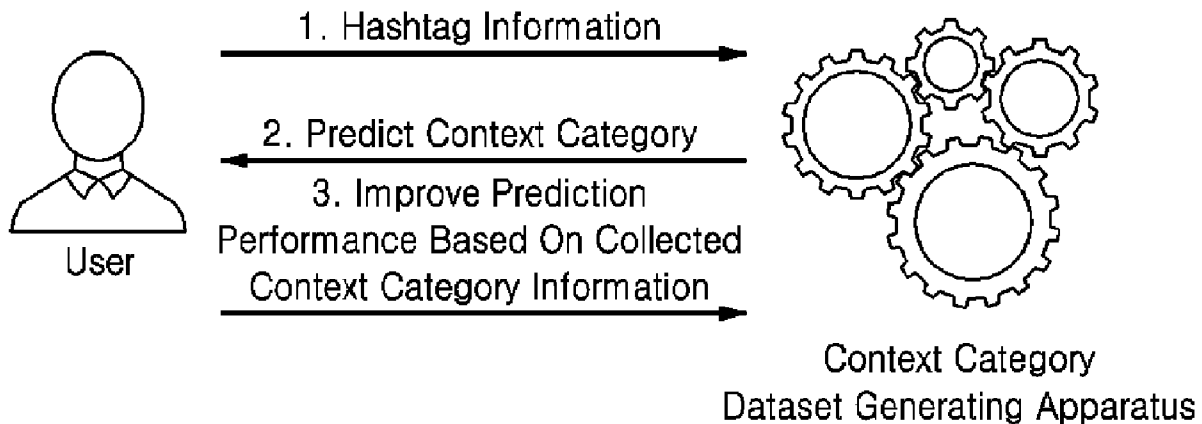 1. Hashtag Information
2. Predict Context Category
3. Improve Prediction
Performance Based On Collected
Context Category Information
User
Context Category
Dataset Generating Apparatus